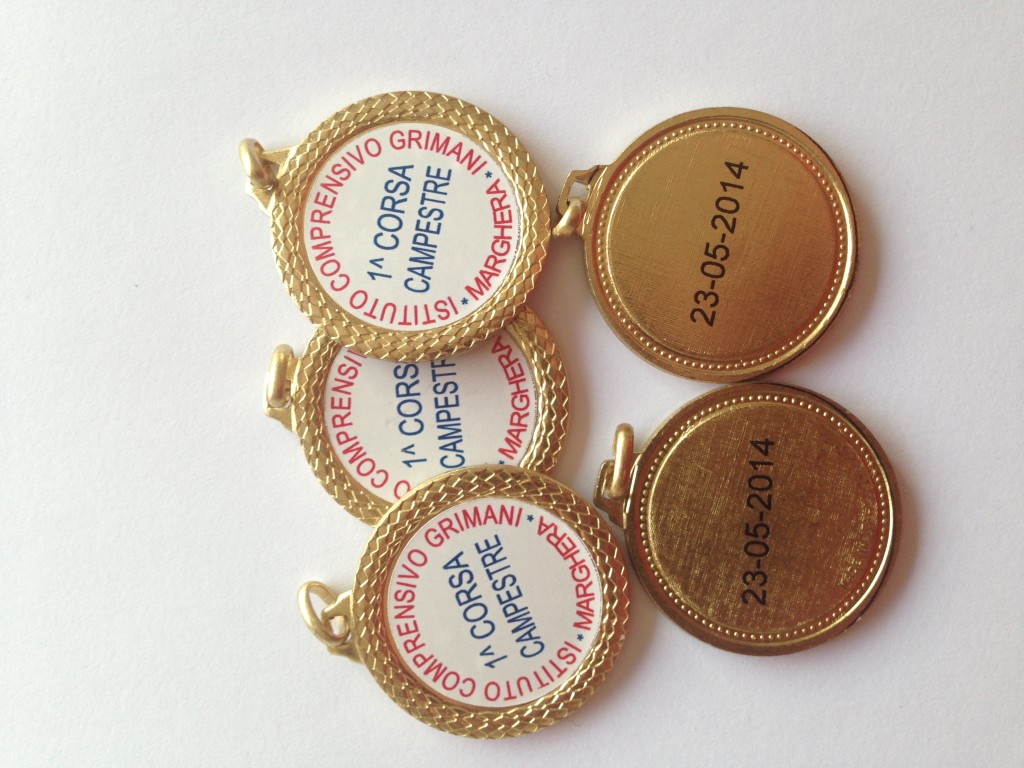 ISTITUTO COMPRENSIVO GRIMANI
* MARGHERA *
1^ CORSA
CAMPESTRE
O COMPRENSI
* MARGHERA
1^ CORSA
CAMPESTR
ISTITUTO COMPRENSIVO GRIMANI
* MARGHERA *
1^ CORSA
CAMPESTRE
23-05-2014
23-05-2014